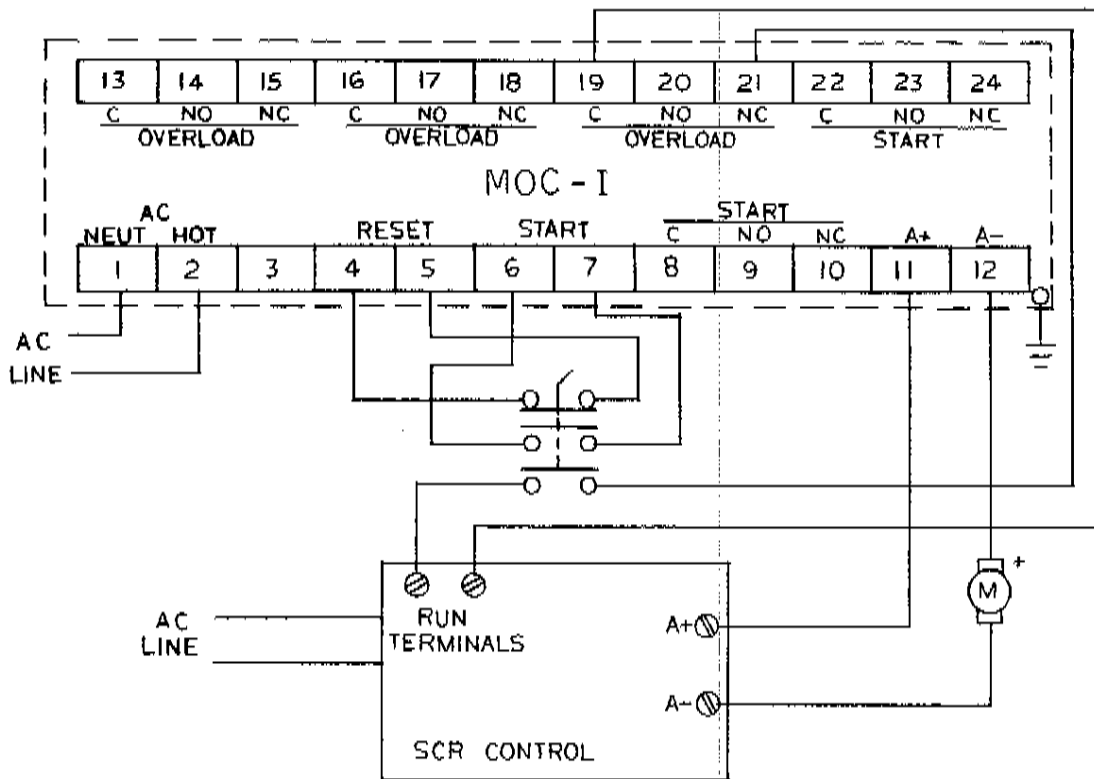 13 14 15 16 17 18 19 20 21 22 23 24
C NO NC C NO NC C NO NC C NO NC
OVERLOAD OVERLOAD OVERLOAD START
MOC-I
AC
NEUT HOT RESET START
START
C NO NC A+ A-
1 2 3 4 5 6 7 8 9 10 11 12
AC
LINE
+
M
RUN
TERMINALS
A+
AC
LINE
A-
SCR CONTROL